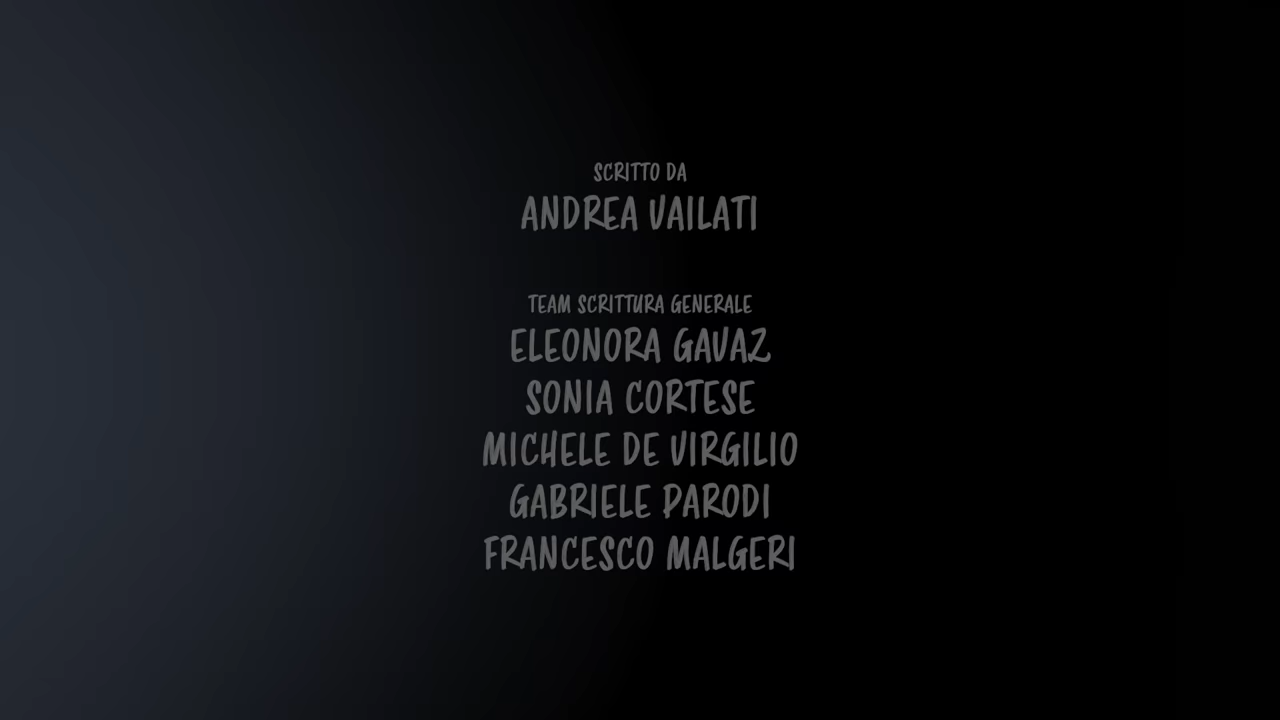 SCRITTO DA
ANDREA VAILATI
TEAM SCRITTURA GENERALE
ELEONORA GAVAZ
SONIA CORTESE
MICHELE DE VIRGILIO
GABRIELE PARODI
FRANCESCO MALGERI